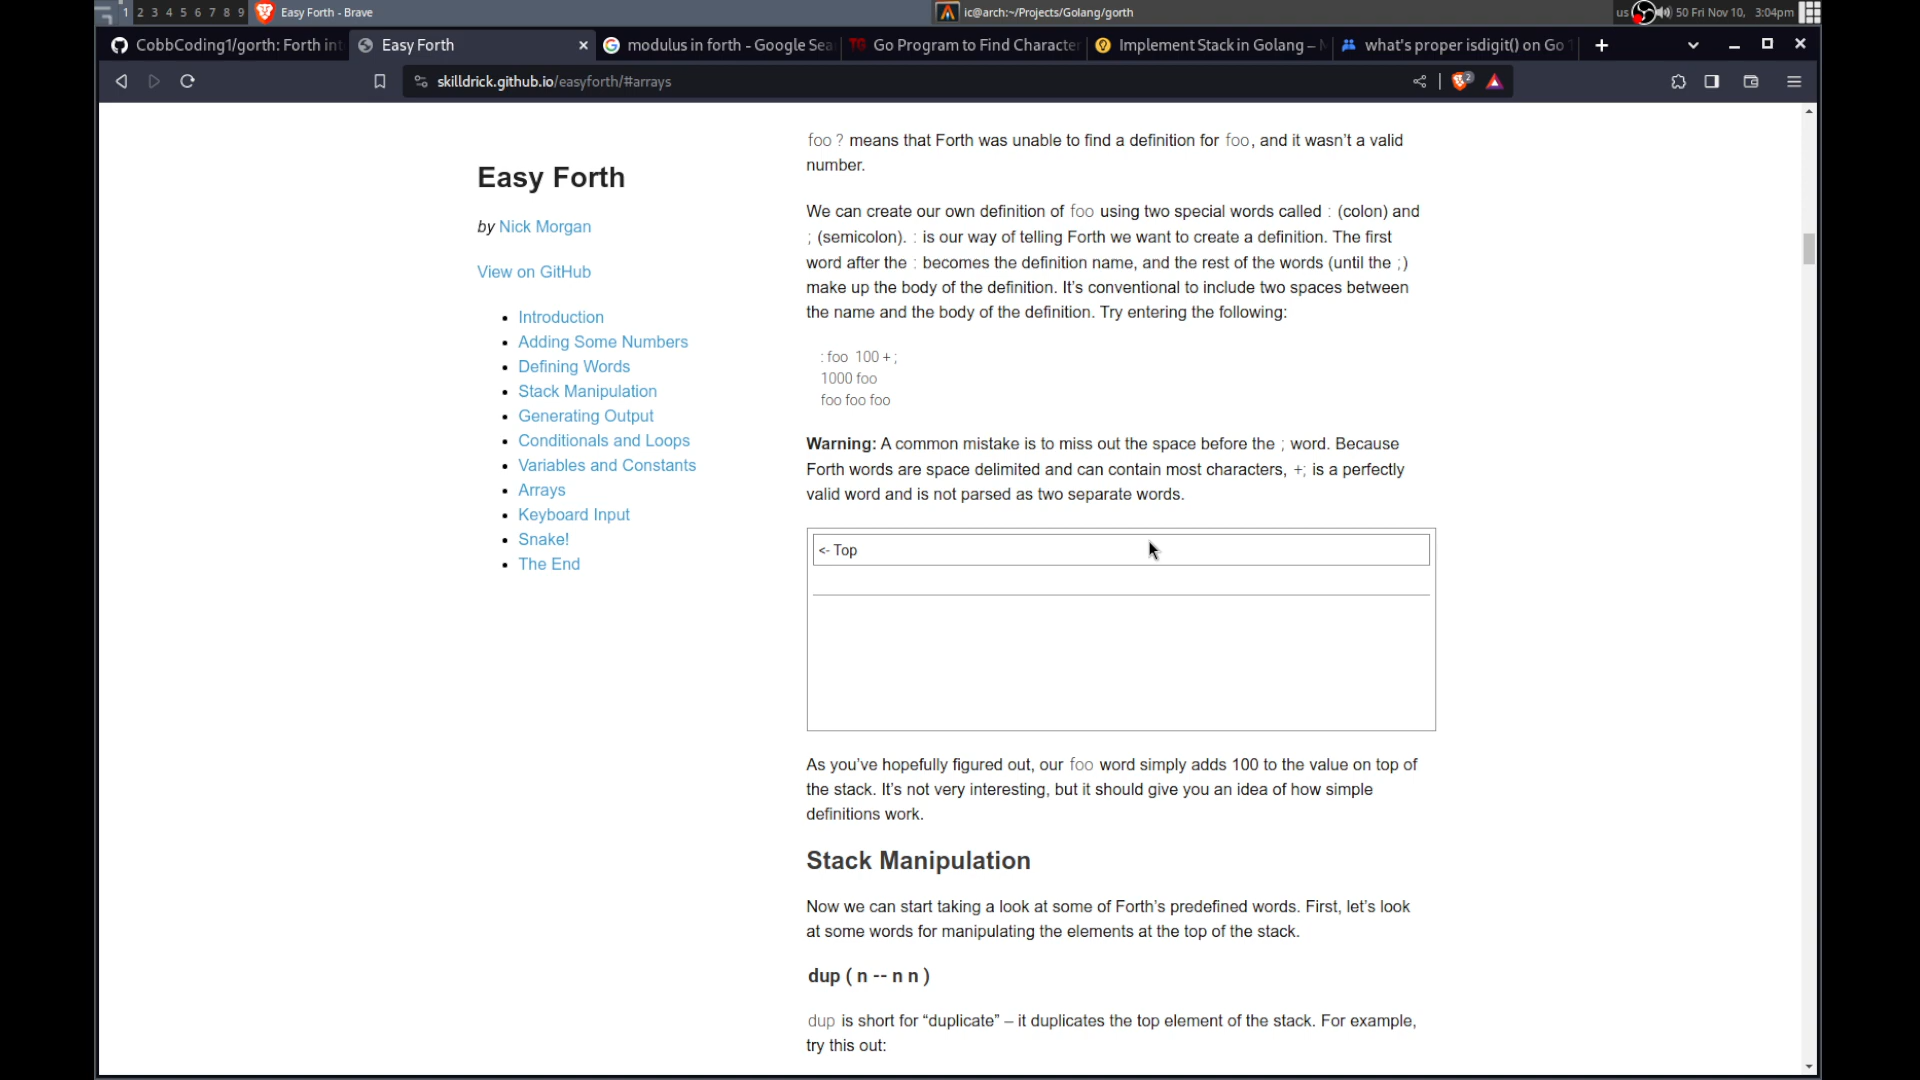 1 2 3 4 5 6 7 8 9 Easy Forth - Brave
ic@arch:~/Projects/Golang/gorth
us 50 Fri Nov 10, 3:04pm
CobbCoding1/gorth: Forth int
Easy Forth
modulus in forth - Google Sea
TG Go Program to Find Character
Implement Stack in Golang –
what's proper isdigit() on Go
skilldrick.github.io/easyforth/#arrays
2
Easy Forth
by Nick Morgan
View on GitHub
Introduction
Adding Some Numbers
Defining Words
Stack Manipulation
Generating Output
Conditionals and Loops
Variables and Constants
Arrays
Keyboard Input
Snake!
The End
foo ? means that Forth was unable to find a definition for foo, and it wasn't a valid
number.
We can create our own definition of foo using two special words called : (colon) and
; (semicolon). : is our way of telling Forth we want to create a definition. The first
word after the : becomes the definition name, and the rest of the words (until the ;)
make up the body of the definition. It's conventional to include two spaces between
the name and the body of the definition. Try entering the following:
: foo  100 + ;
1000 foo
foo foo foo
Warning: A common mistake is to miss out the space before the ; word. Because
Forth words are space delimited and can contain most characters, +; is a perfectly
valid word and is not parsed as two separate words.
<- Top
As you've hopefully figured out, our foo word simply adds 100 to the value on top of
the stack. It's not very interesting, but it should give you an idea of how simple
definitions work.
Stack Manipulation
Now we can start taking a look at some of Forth's predefined words. First, let's look
at some words for manipulating the elements at the top of the stack.
dup ( n -- n n )
dup is short for “duplicate” – it duplicates the top element of the stack. For example,
try this out: